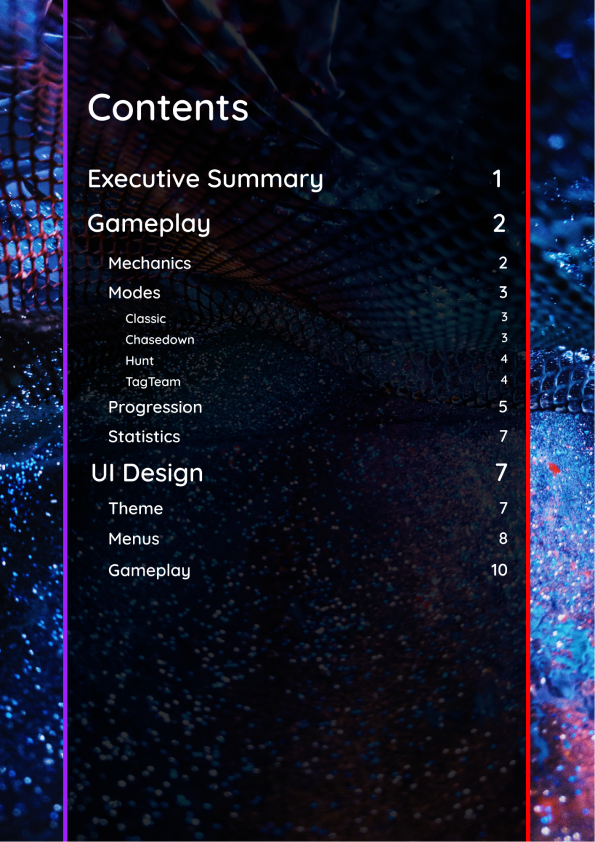 Contents
Executive Summary 1
Gameplay 2
Mechanics 2
Modes 3
Classic 3
Chasedown 3
Hunt 4
TagTeam 4
Progression 5
Statistics 7
UI Design 7
Theme 7
Menus 8
Gameplay 10